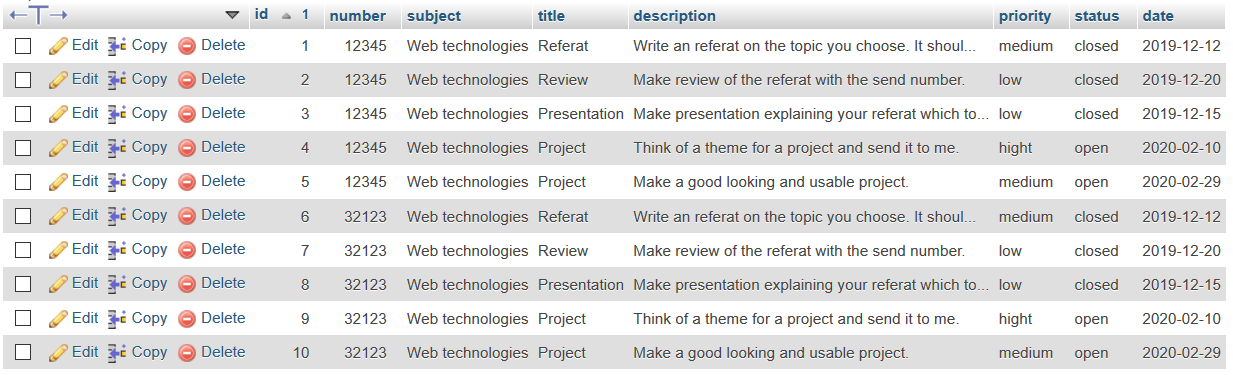 ←T→ id 1 number subject title description priority status date
Edit Copy Delete 1 12345 Web technologies Referat Write an referat on the topic you choose. It shoul... medium closed 2019-12-12
Edit Copy Delete 2 12345 Web technologies Review Make review of the referat with the send number. low closed 2019-12-20
Edit Copy Delete 3 12345 Web technologies Presentation Make presentation explaining your referat which to... low closed 2019-12-15
Edit Copy Delete 4 12345 Web technologies Project Think of a theme for a project and send it to me. hight open 2020-02-10
Edit Copy Delete 5 12345 Web technologies Project Make a good looking and usable project. medium open 2020-02-29
Edit Copy Delete 6 32123 Web technologies Referat Write an referat on the topic you choose. It shoul... medium closed 2019-12-12
Edit Copy Delete 7 32123 Web technologies Review Make review of the referat with the send number. low closed 2019-12-20
Edit Copy Delete 8 32123 Web technologies Presentation Make presentation explaining your referat which to... low closed 2019-12-15
Edit Copy Delete 9 32123 Web technologies Project Think of a theme for a project and send it to me. hight open 2020-02-10
Edit Copy Delete 10 32123 Web technologies Project Make a good looking and usable project. medium open 2020-02-29